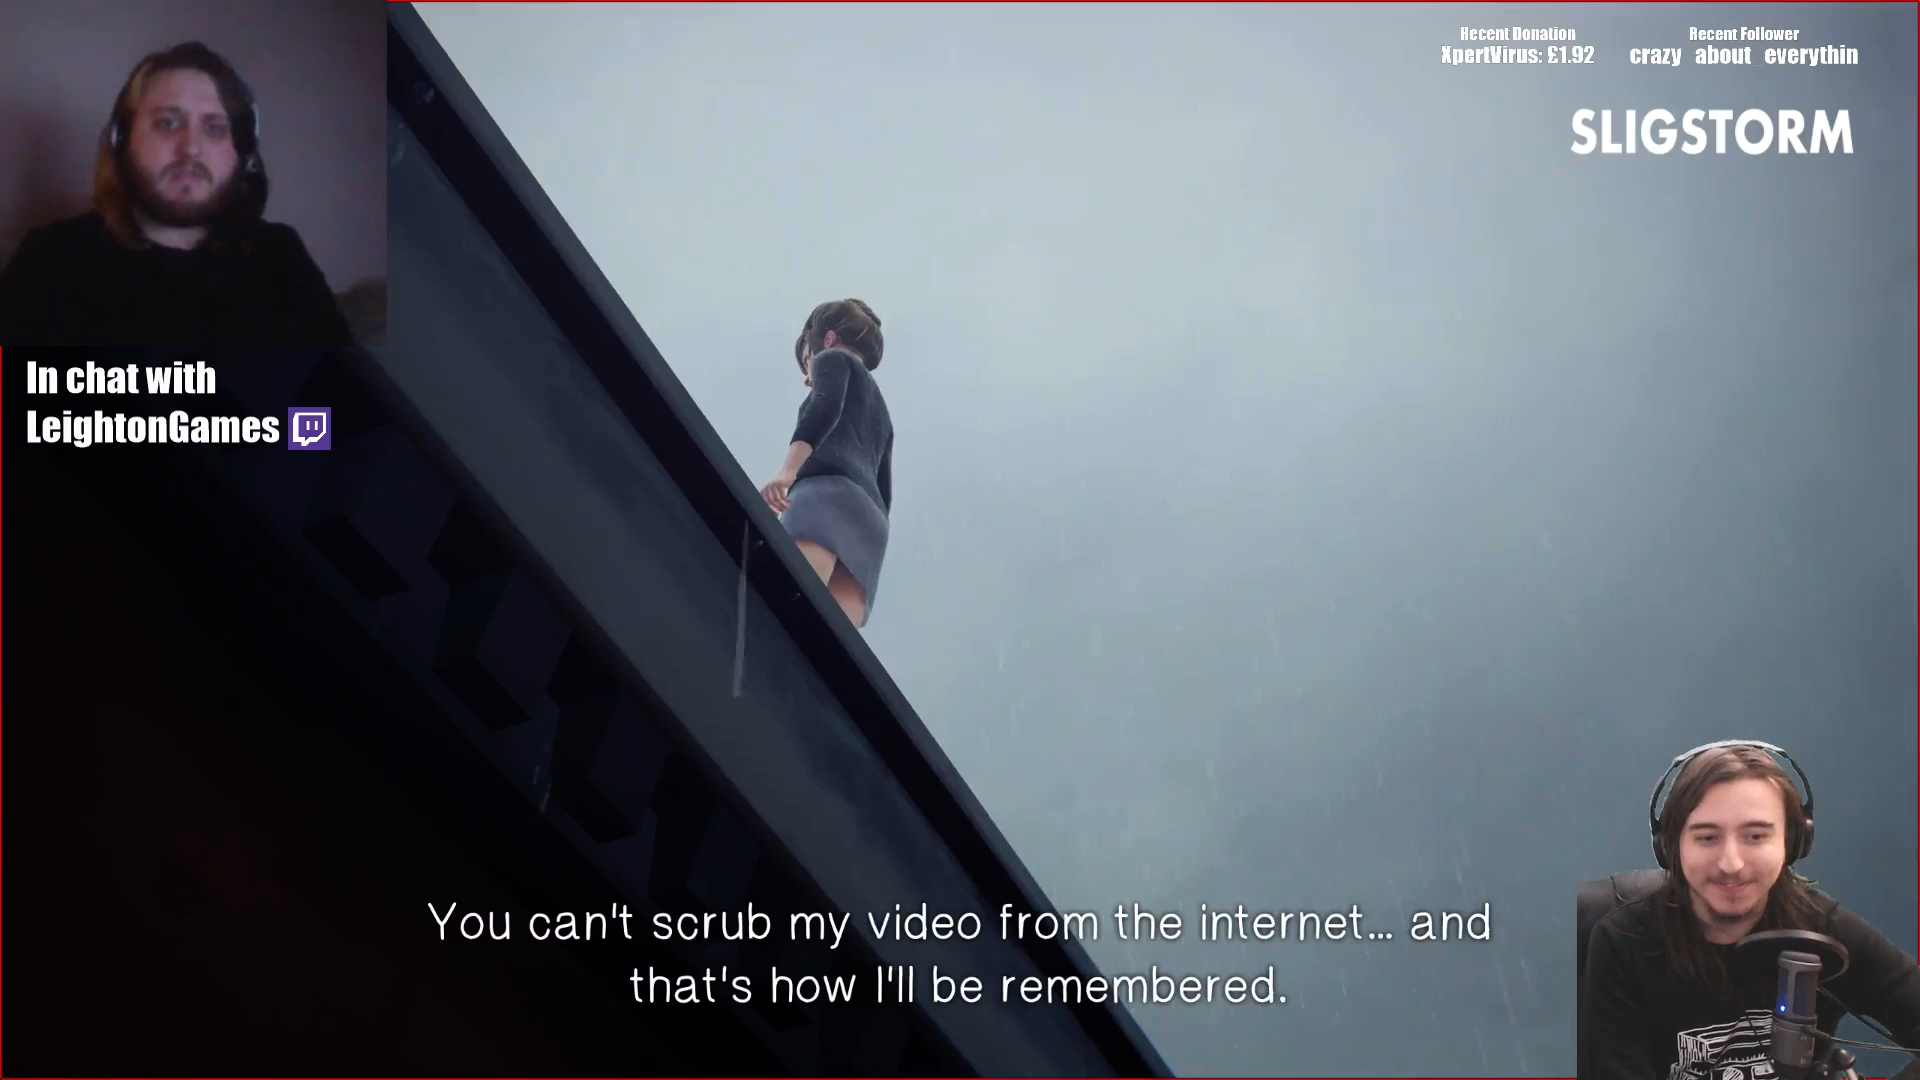 Recent Donation
XpertVirus: £1.92
Recent Follower
crazy about everythin
SLIGSTORM
In chat with
LeightonGames
You can't scrub my video from the internet... and
that's how I'll be remembered.